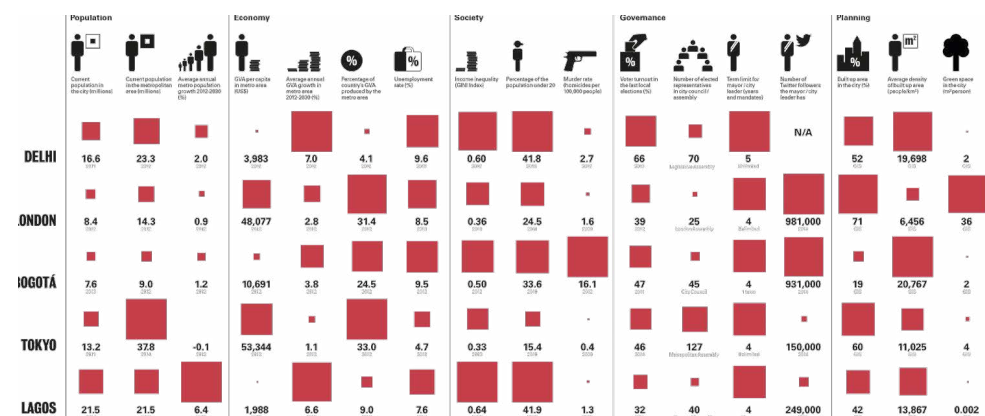 Population Economy Society Governance Planning
% % m²
Current population in the city (millions)
Current population in the metropolitan area (millions)
Average annual metro population growth 2012-2030 (%)
GVA per capita in metro area (US$)
Average annual GVA growth in metro area 2012-2030 (%)
Percentage of country's GVA produced by the metro area
Unemployment rate (%)
Income inequality (GINI Index)
Percentage of the population under 20
Murder rate (homicides per 100,000 people)
Voter turnout in the last local elections (%)
Number of elected representatives in city council / assembly
Term limit for mayor / city leader (years and mandates)
Number of Twitter followers the mayor / city leader has
Built-up area in the city (%)
Average density of built up area (people/km²)
Green space in the city (m²/person)
N/A
DELHI 16.6 23.3 2.0 3,983 7.0 4.1 9.6 0.60 41.8 2.7 66 70 5 52 19,698 2
LONDON 8.4 14.3 0.9 48,077 2.8 31.4 8.5 0.36 24.5 1.6 39 25 4 981,000 71 6,456 36
BOGOTÁ 7.6 9.0 1.2 10,691 3.8 24.5 9.5 0.50 33.6 16.1 47 45 4 931,000 19 20,767 2
TOKYO 13.2 37.8 -0.1 53,344 1.1 33.0 4.7 0.33 15.4 0.4 46 127 4 150,000 60 11,025 4
LAGOS 21.5 21.5 6.4 1,988 6.6 9.0 7.6 0.64 41.9 1.3 32 40 4 249,000 42 13,867 0.002